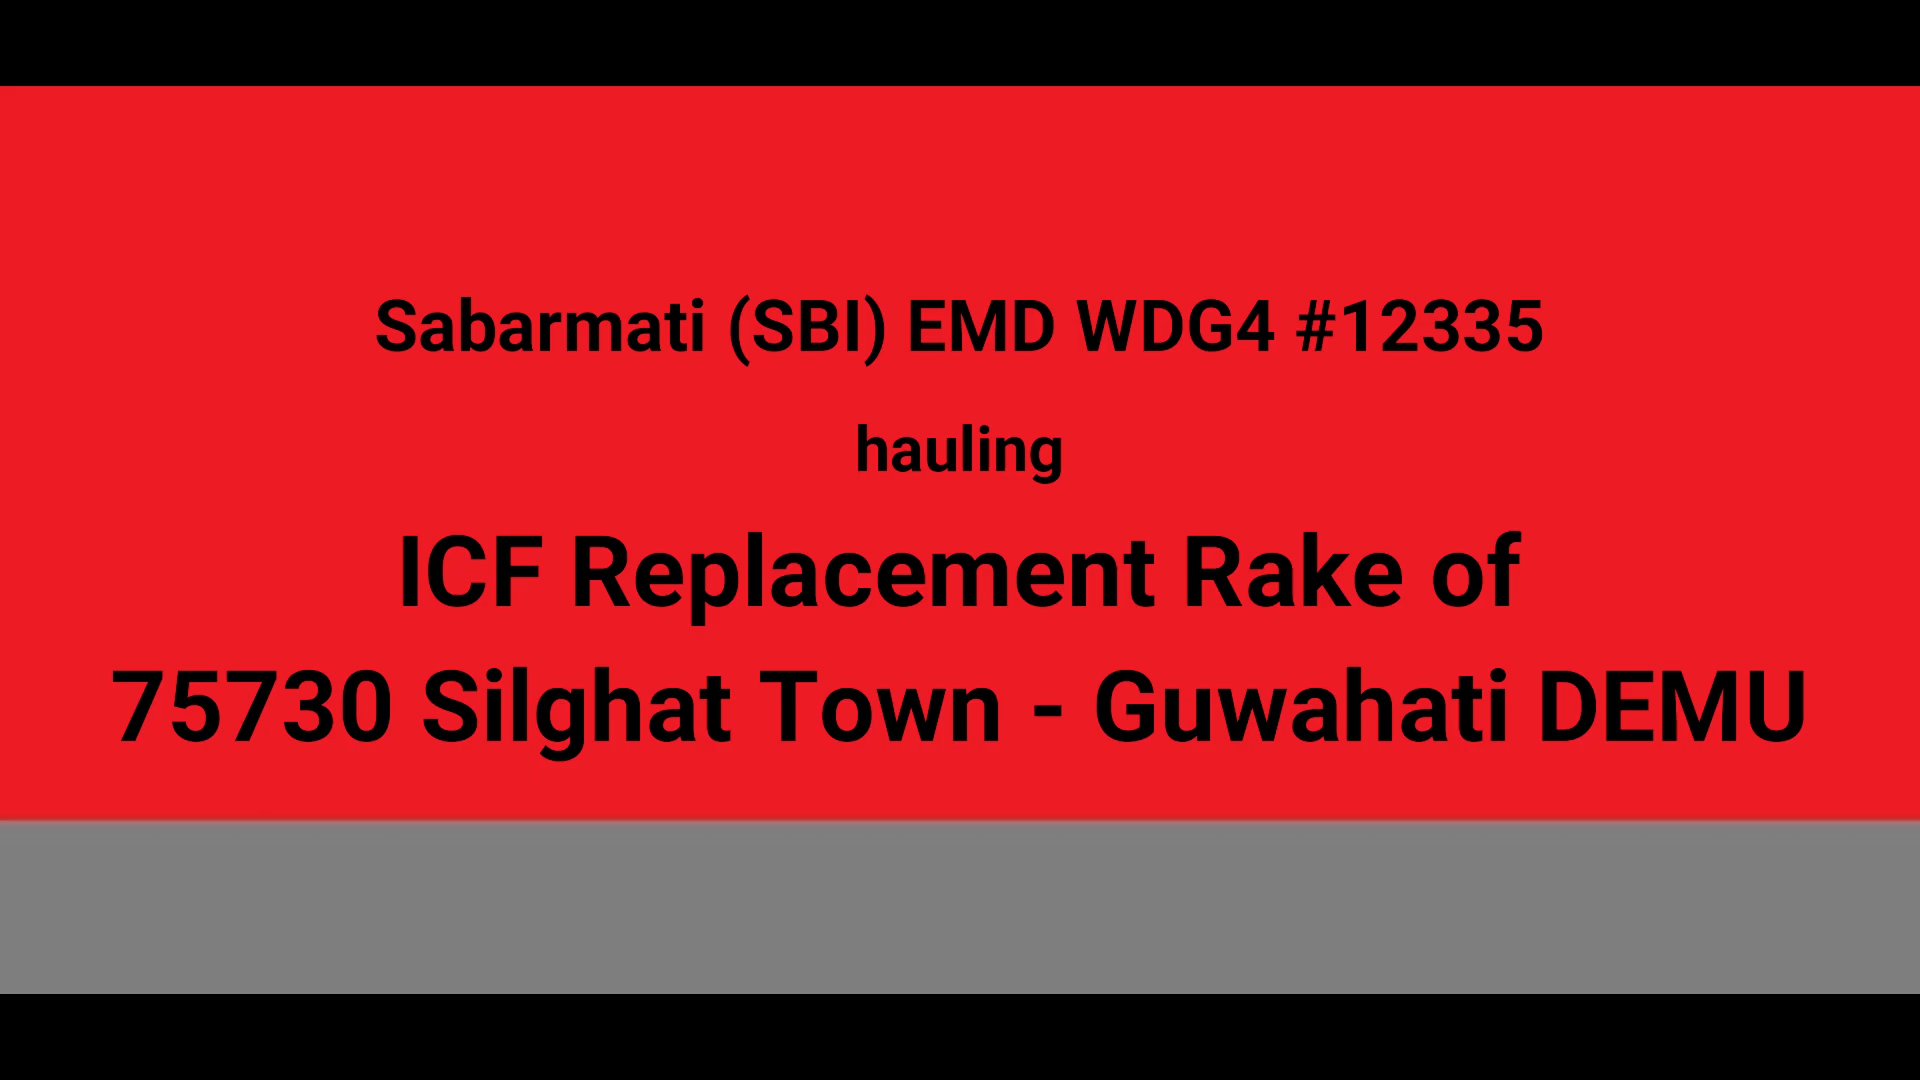 Sabarmati (SBI) EMD WDG4 #12335
hauling
ICF Replacement Rake of
75730 Silghat Town - Guwahati DEMU